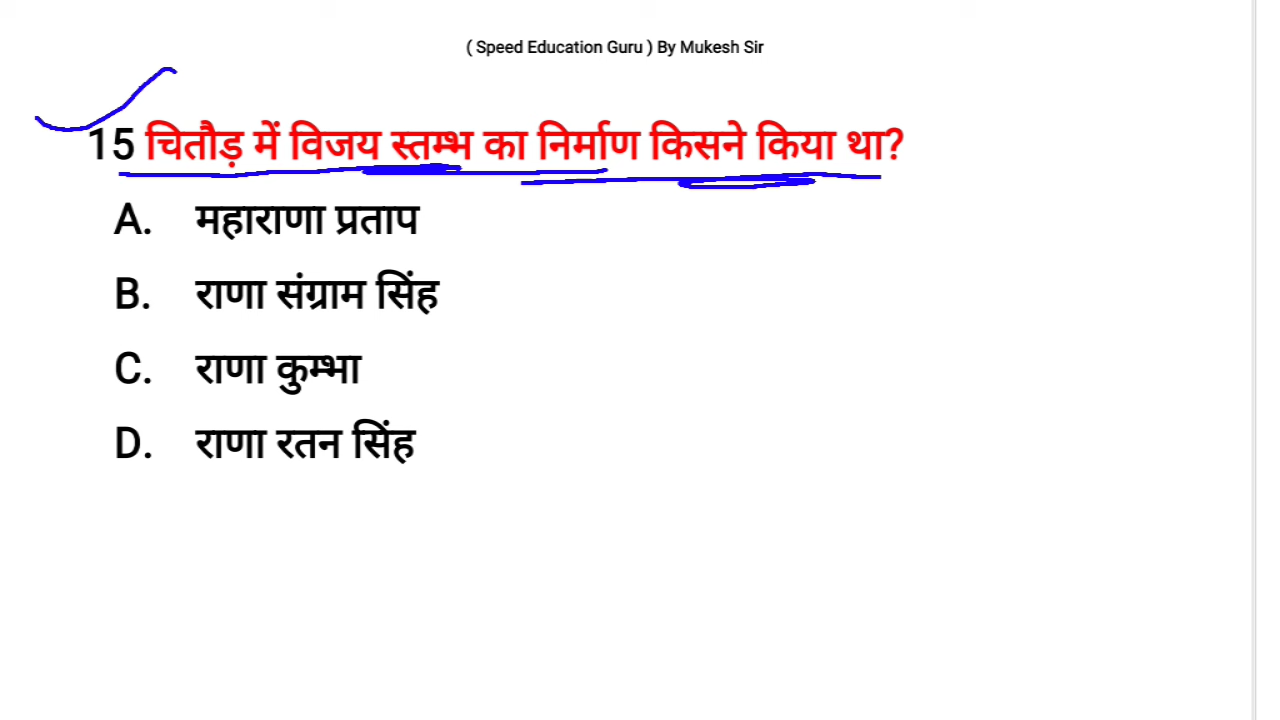 ( Speed Education Guru ) By Mukesh Sir
15 चितौड़ में विजय स्तम्भ का निर्माण किसने किया था?
A. महाराणा प्रताप
B. राणा संग्राम सिंह
C. राणा कुम्भा
D. राणा रतन सिंह